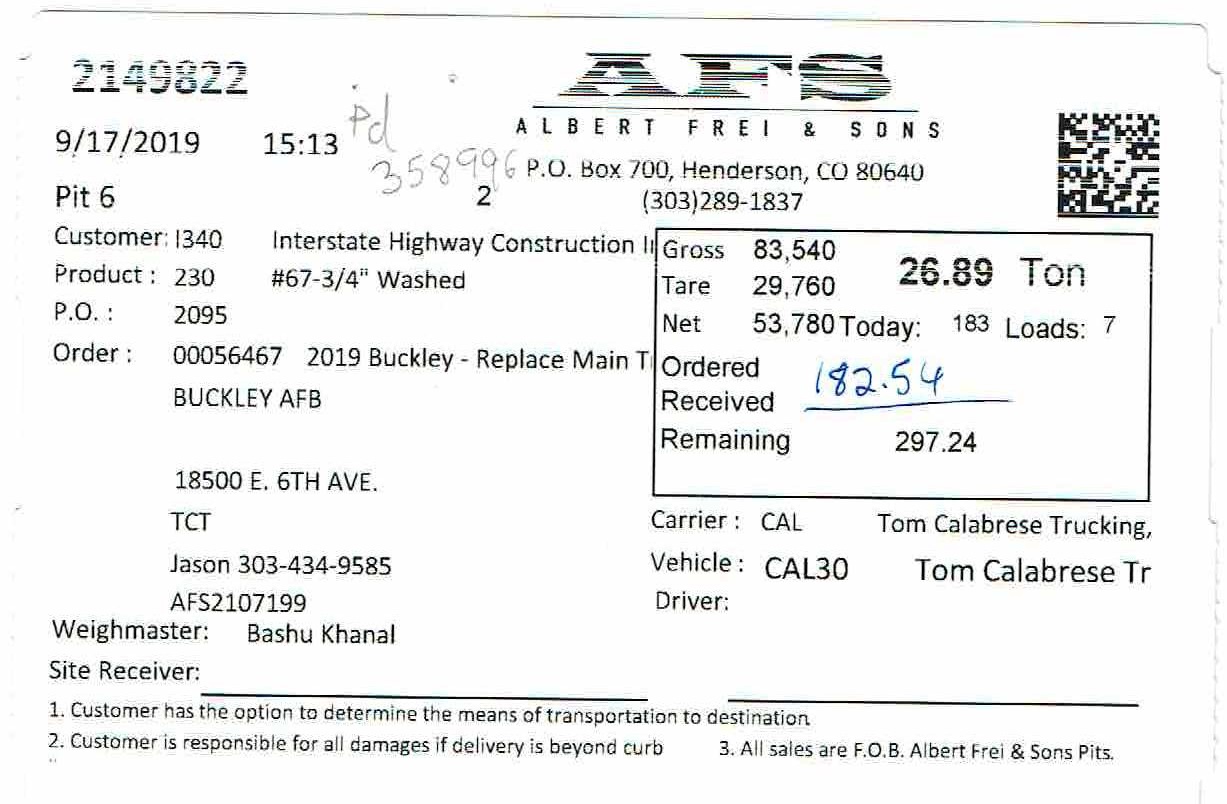 2149822
AFS
ALBERT FREI & SONS
9/17/2019 15:13
Pd
358996
P.O. Box 700, Henderson, CO 80640
Pit 6
2
(303)289-1837
Customer: I340 Interstate Highway Construction I
Product : 230 #67-3/4" Washed
P.O. : 2095
Order : 00056467 2019 Buckley - Replace Main T
BUCKLEY AFB
18500 E. 6TH AVE.
TCT
Jason 303-434-9585
AFS2107199
Gross 83,540 26.89 Ton
Tare 29,760
Net 53,780 Today: 183 Loads: 7
Ordered
182.54
Received
Remaining 297.24
Carrier : CAL Tom Calabrese Trucking,
Vehicle : CAL30 Tom Calabrese Tr
Driver:
Weighmaster: Bashu Khanal
Site Receiver:
1. Customer has the option to determine the means of transportation to destination
2. Customer is responsible for all damages if delivery is beyond curb 3. All sales are F.O.B. Albert Frei & Sons Pits.